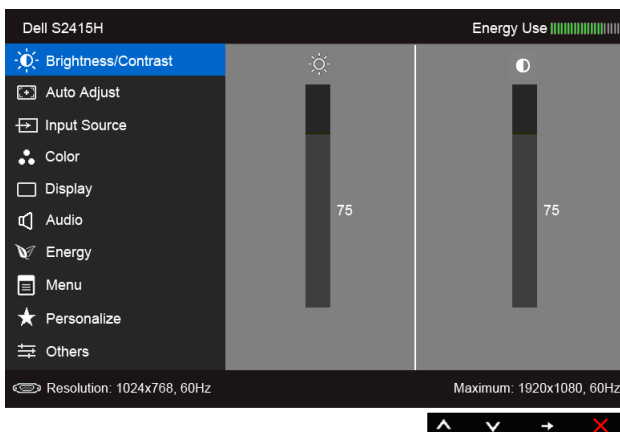 Dell S2415H
Energy Use
Brightness/Contrast
Auto Adjust
Input Source
Color
Display
Audio
Energy
Menu
Personalize
Others
75
75
Resolution: 1024x768, 60Hz
Maximum: 1920x1080, 60Hz